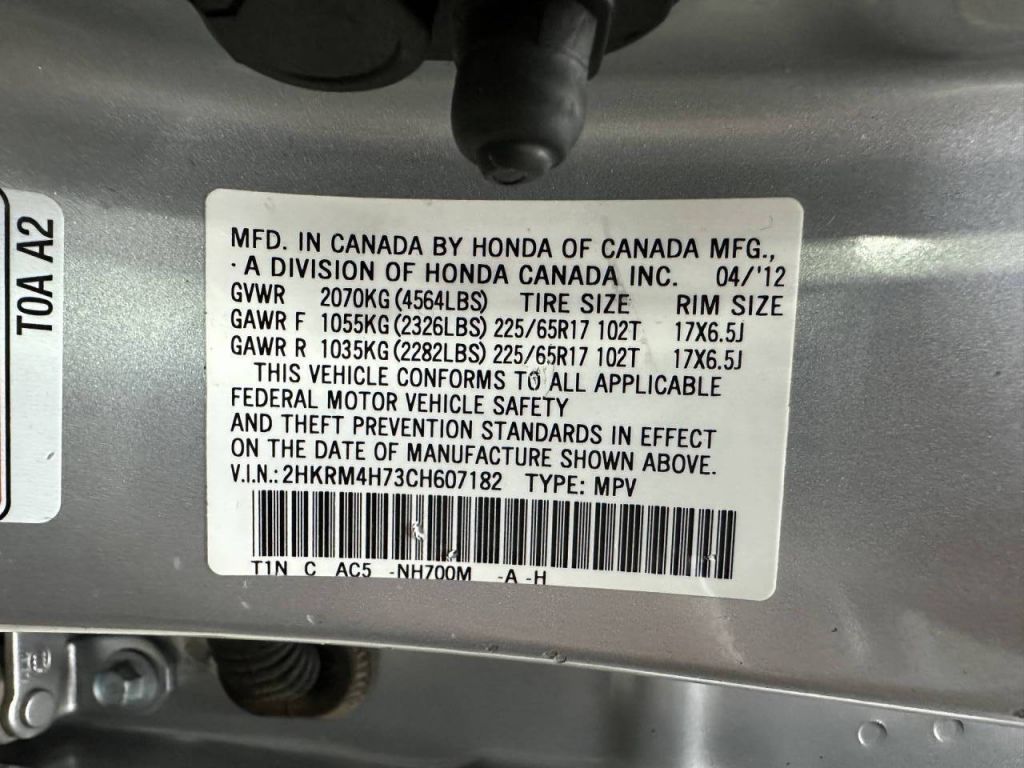 T0A A2
MFD. IN CANADA BY HONDA OF CANADA MFG.,
· A DIVISION OF HONDA CANADA INC. 04/'12
GVWR 2070KG (4564LBS) TIRE SIZE RIM SIZE
GAWR F 1055KG (2326LBS) 225/65R17 102T 17X6.5J
GAWR R 1035KG (2282LBS) 225/65R17 102T 17X6.5J
THIS VEHICLE CONFORMS TO ALL APPLICABLE
FEDERAL MOTOR VEHICLE SAFETY
AND THEFT PREVENTION STANDARDS IN EFFECT
ON THE DATE OF MANUFACTURE SHOWN ABOVE.
V.I.N.: 2HKRM4H73CH607182 TYPE: MPV
T1N C AC5 -NH700M -A -H